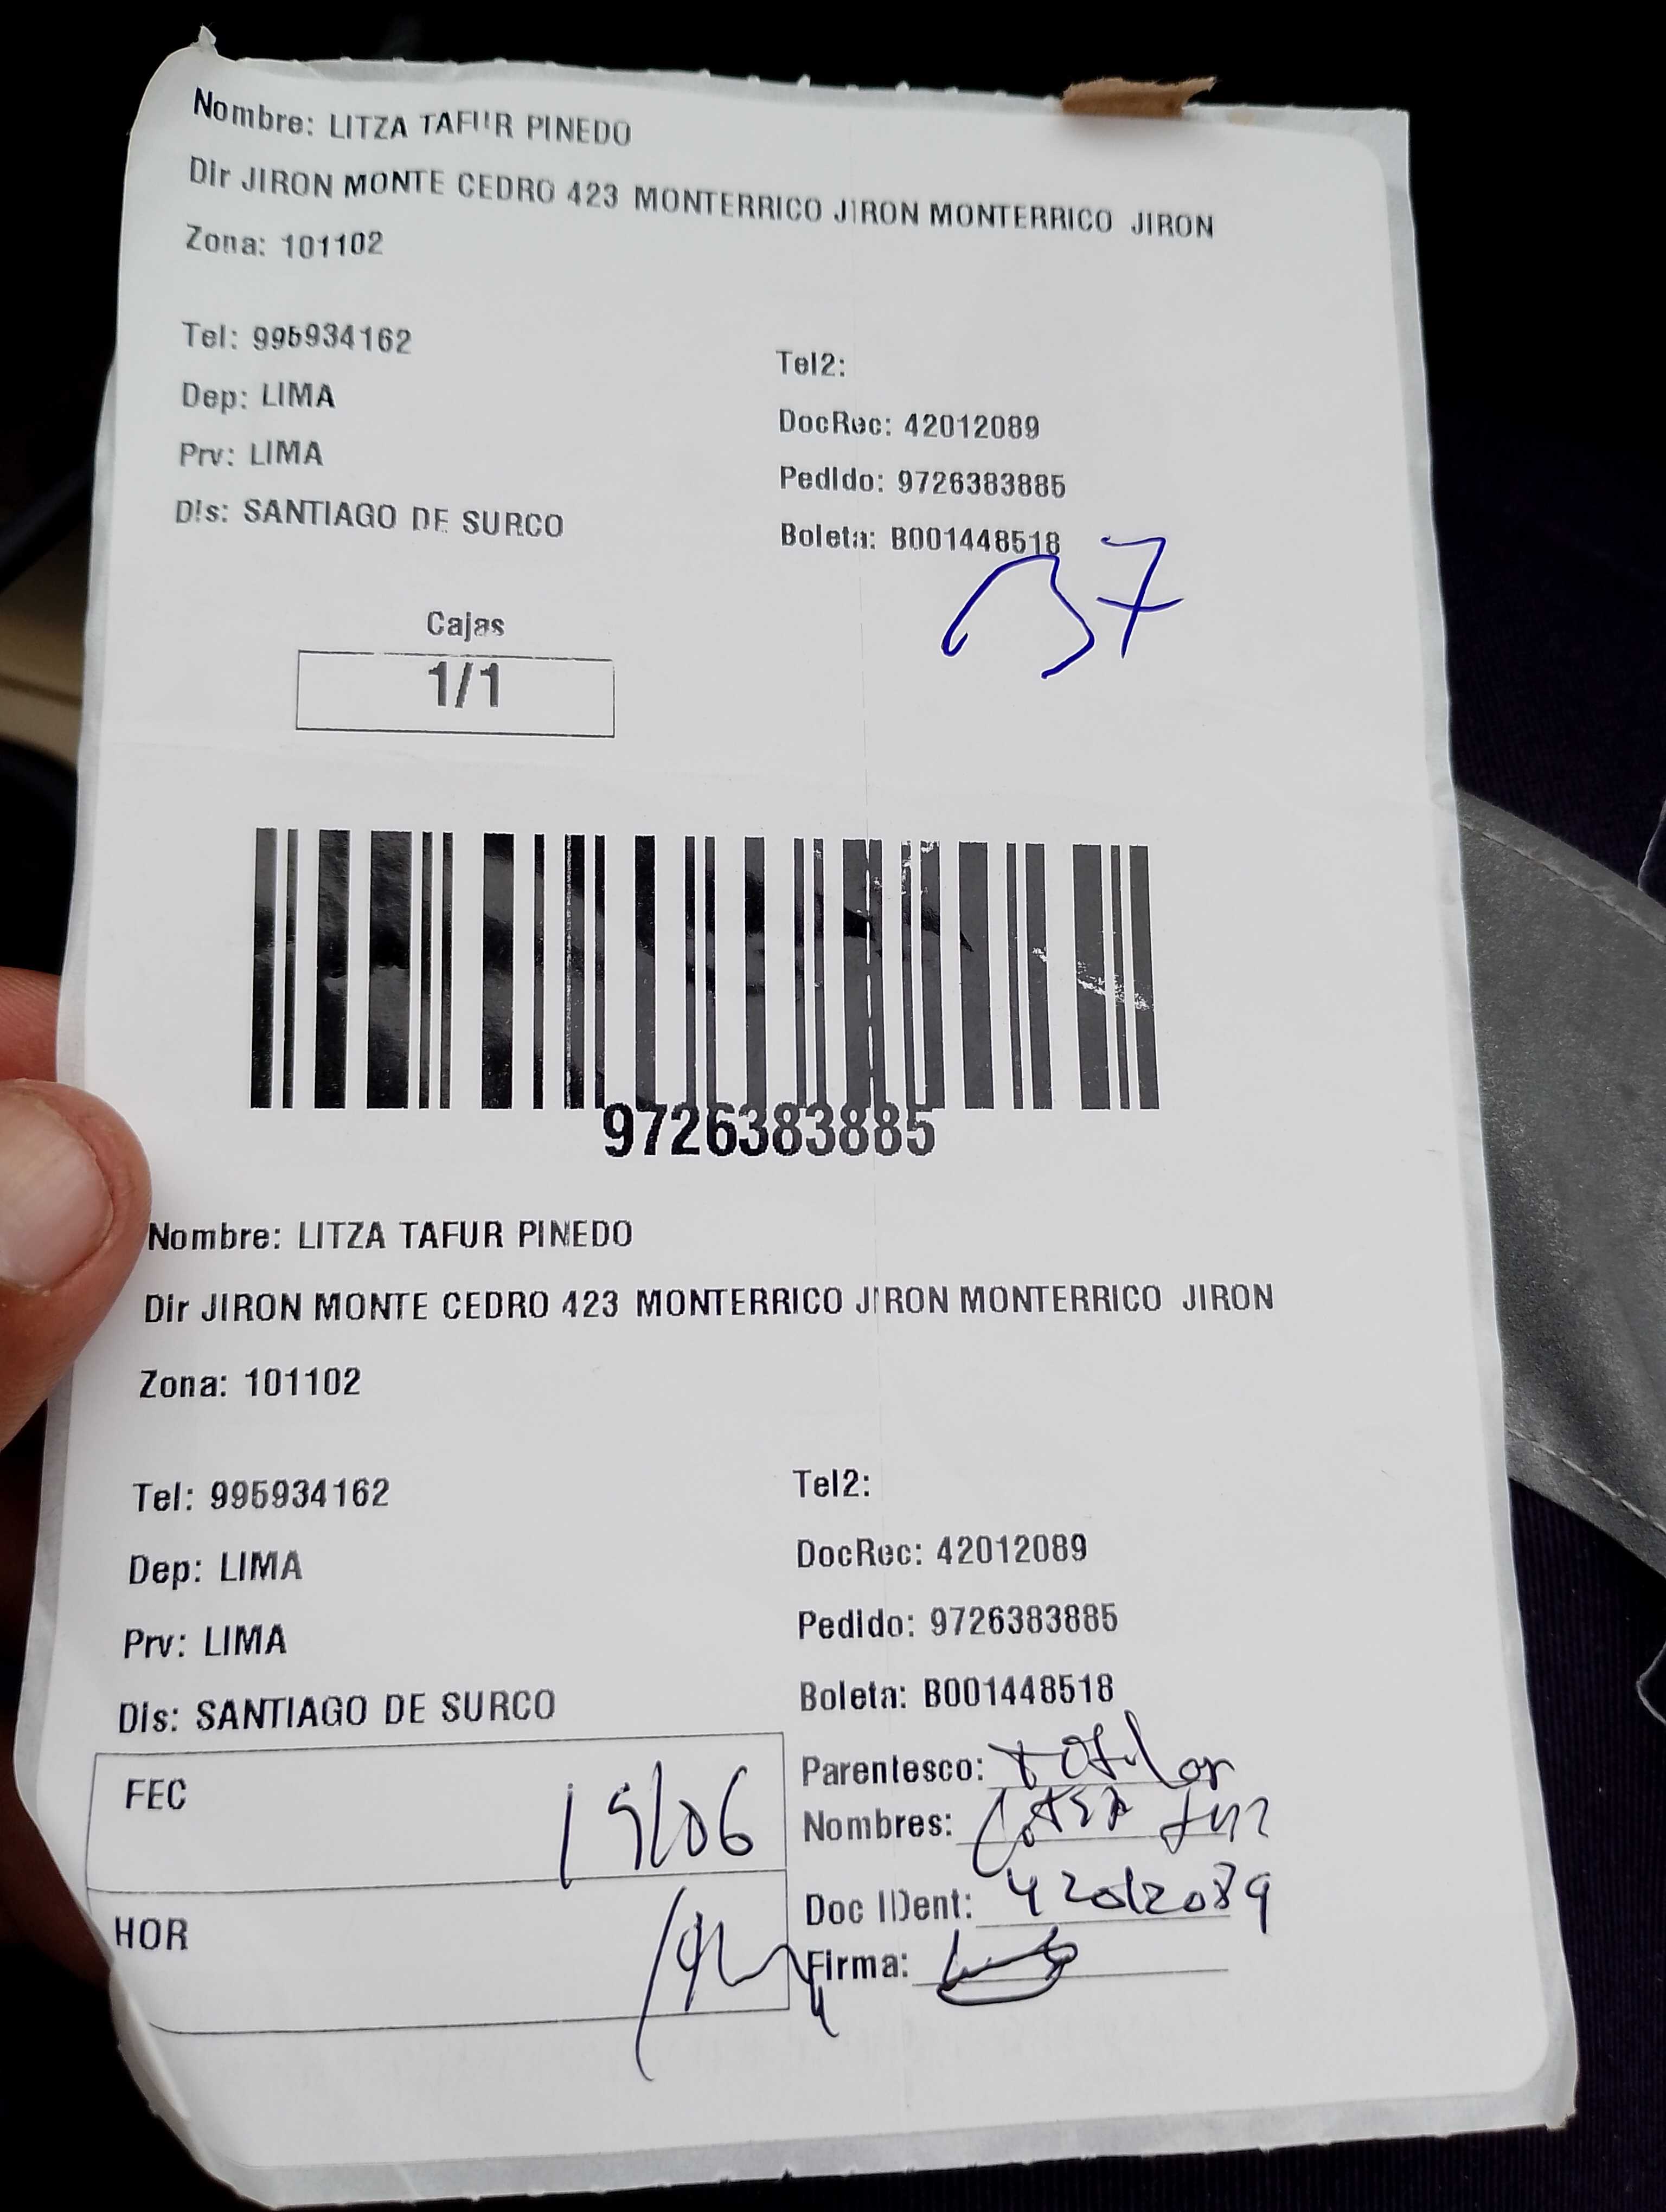 Nombre: LITZA TAFUR PINEDO
Dir JIRON MONTE CEDRO 423 MONTERRICO JIRON MONTERRICO JIRON
Zona: 101102
Tel: 995934162
Tel2:
Dep: LIMA
DocRec: 42012089
Prv: LIMA
Pedido: 9726383885
Dis: SANTIAGO DE SURCO
Boleta: B001448518
Cajas
1/1
9726383885
Nombre: LITZA TAFUR PINEDO
Dir JIRON MONTE CEDRO 423 MONTERRICO JIRON MONTERRICO JIRON
Zona: 101102
Tel: 995934162
Tel2:
Dep: LIMA
DocRec: 42012089
Prv: LIMA
Pedido: 9726383885
Dis: SANTIAGO DE SURCO
Boleta: B001448518
FEC 15/06
Parentesco: titular
Nombres:
HOR
Doc IDent: 42012089
Firma: